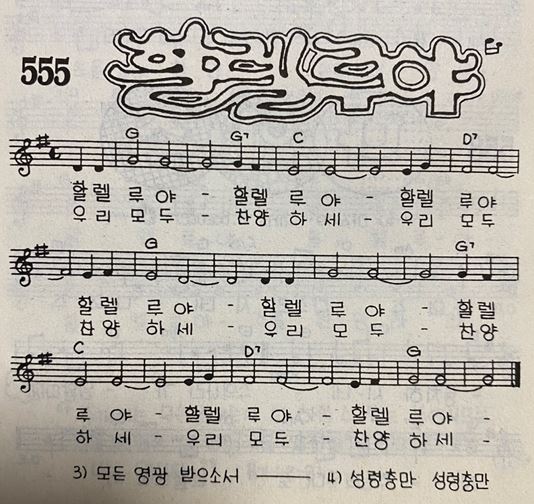 555
할렐루야
G G7 C D7
할렐 루 야 - 할렐 루 야 - 할렐 루야
우리 모두 - 찬양 하세 - 우리 모두
G G7
할렐 루 야 - 할렐 루 야 - 할렐
찬양 하세 - 우리 모두 - 찬양
C D7 G
루 야 - 할렐 루 야 - 할렐 루야 -
하 세 - 우리 모두 - 찬양 하세 -
3) 모든 영광 받으소서 ——— 4) 성령충만 성령충만